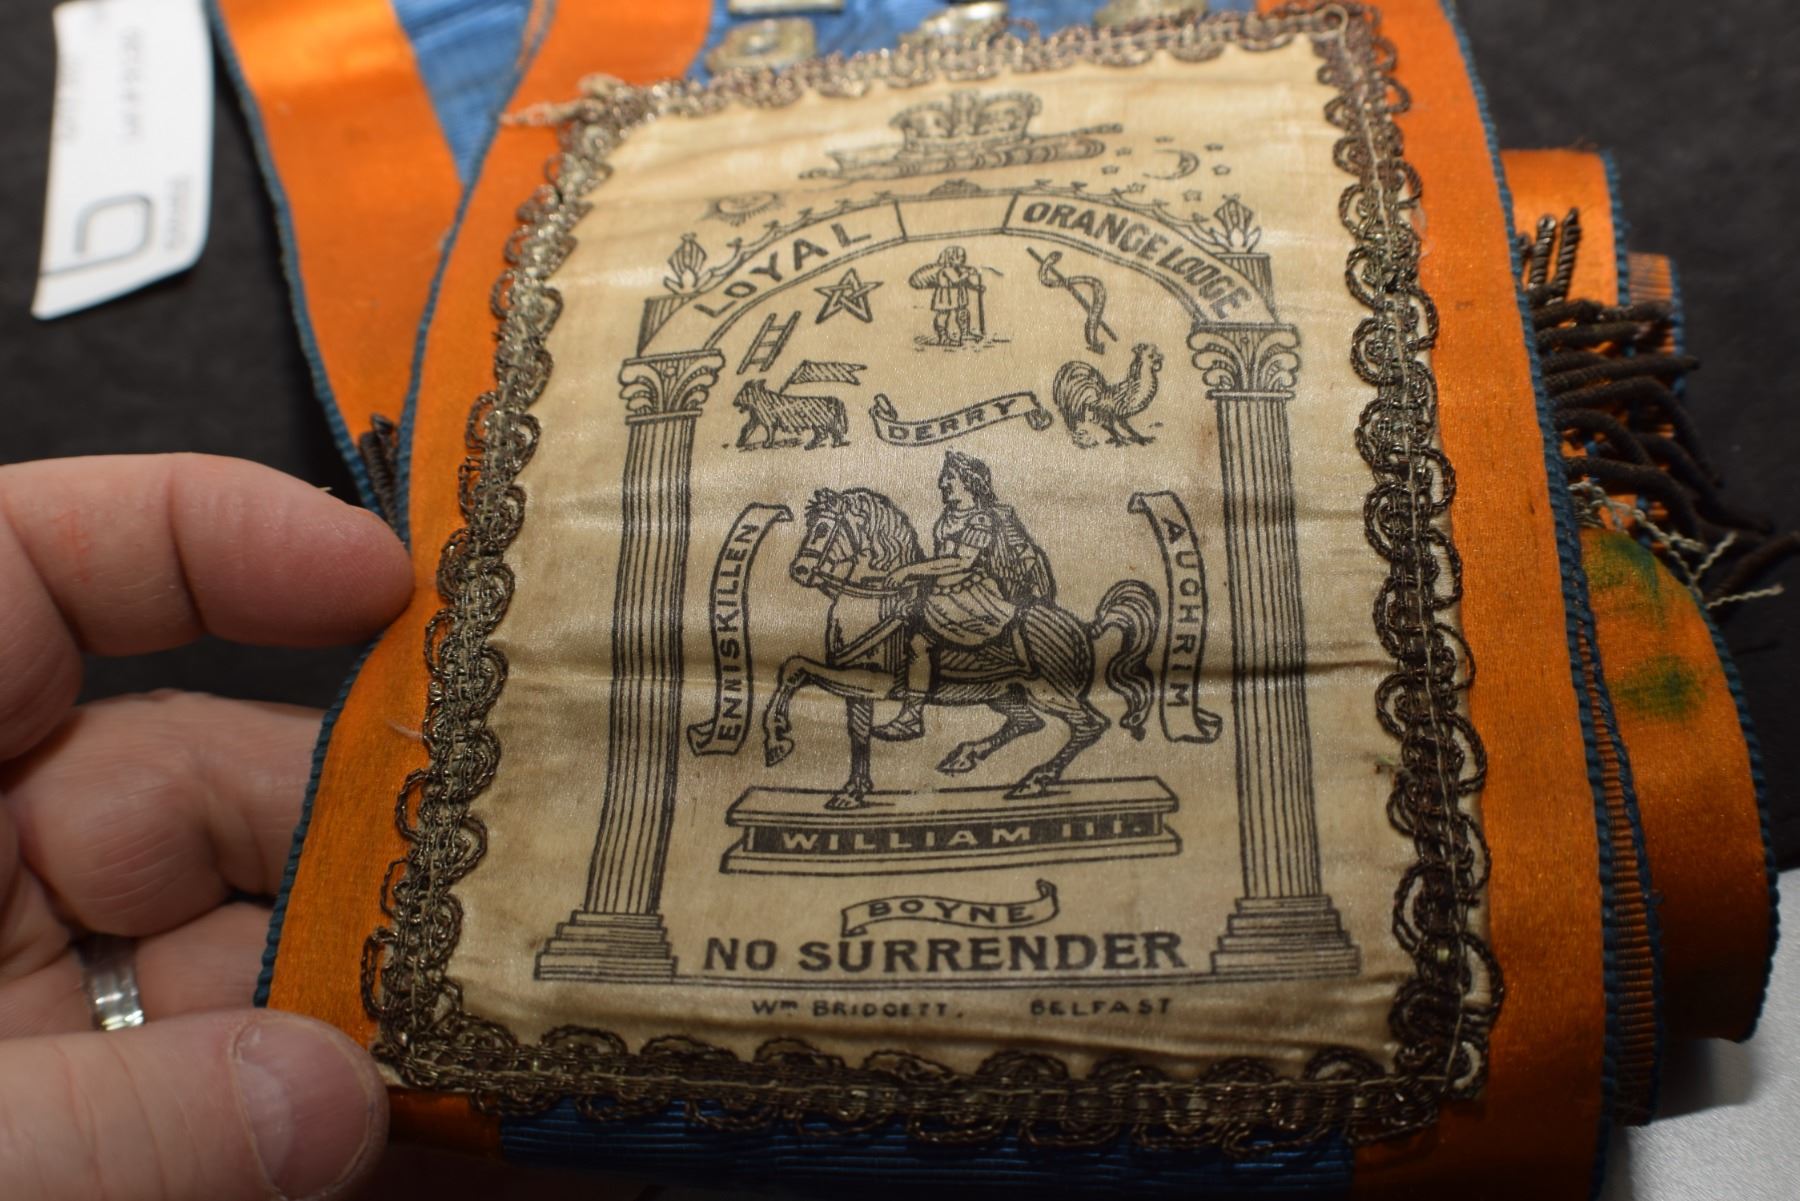 LOYAL ORANGE LODGE
DERRY
ENNISKILLEN
AUGHRIM
WILLIAM III.
BOYNE
NO SURRENDER
Wm BRIDGETT. BELFAST